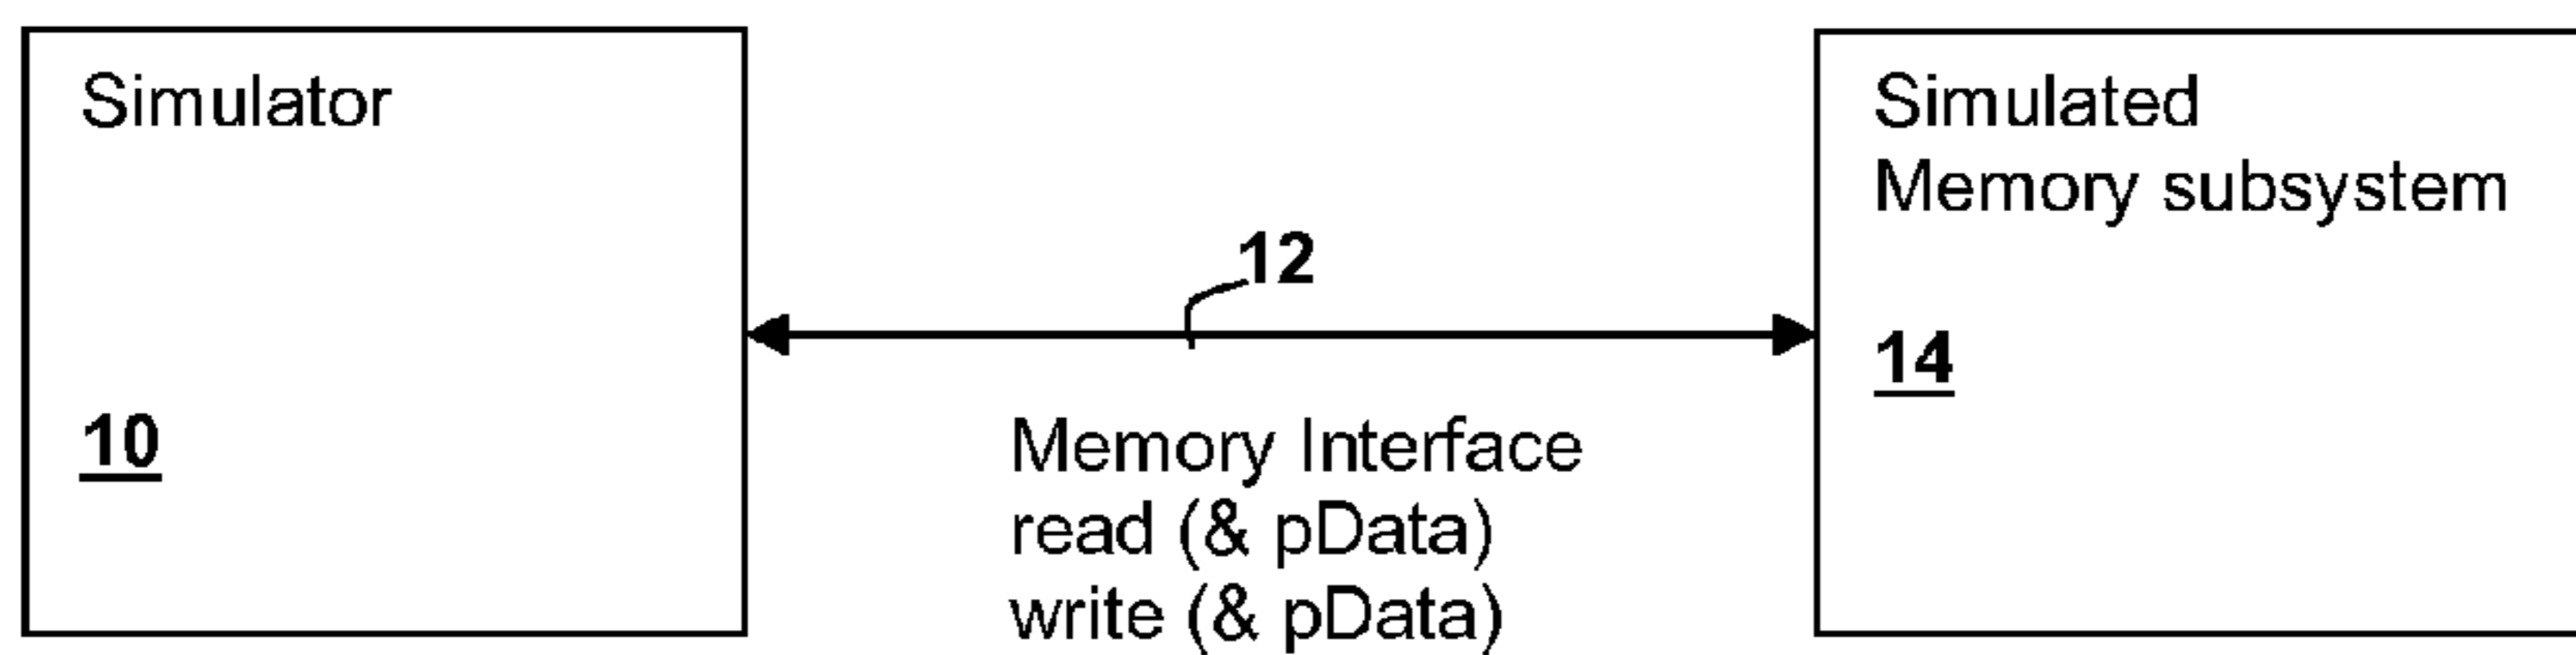 Simulator
10
12
Memory Interface
read (& pData)
write (& pData)
Simulated
Memory subsystem
14